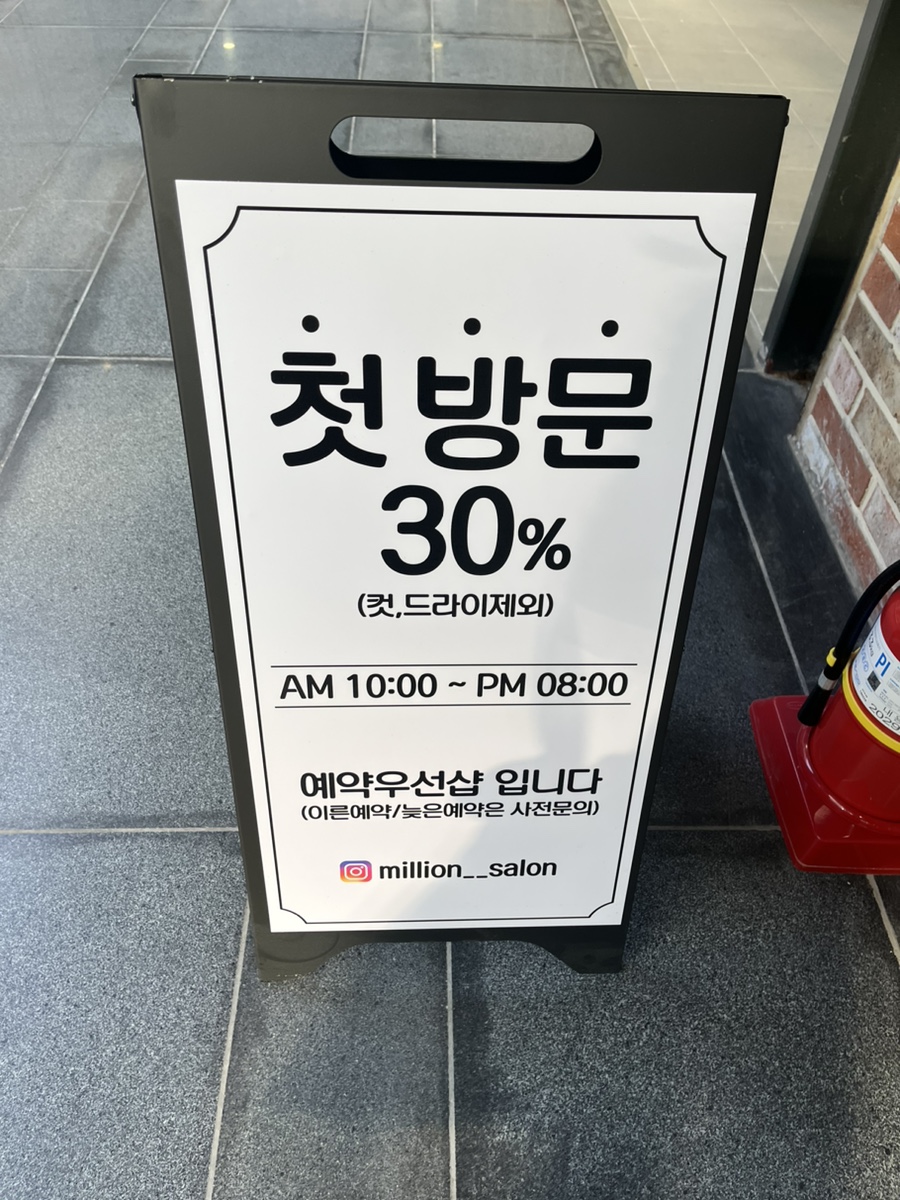 첫 방문
30%
(컷,드라이제외)
AM 10:00 ~ PM 08:00
예약우선샵 입니다
(이른예약/늦은예약은 사전문의)
million__salon
PI